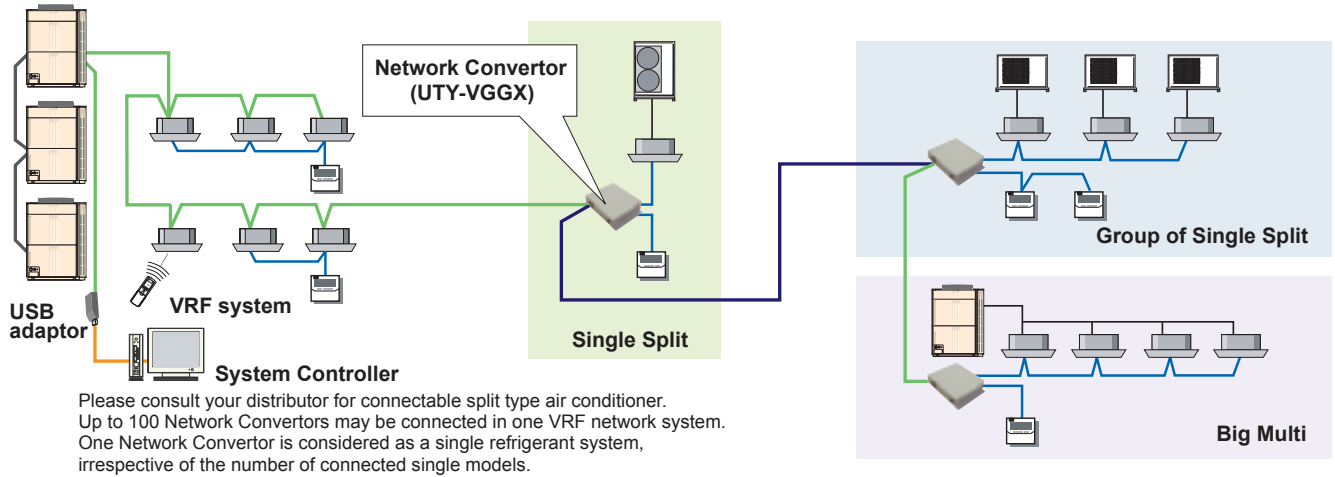 Network Convertor
(UTY-VGGX)
USB
adaptor
VRF system
System Controller
Single Split
Group of Single Split
Big Multi
Please consult your distributor for connectable split type air conditioner.
Up to 100 Network Convertors may be connected in one VRF network system.
One Network Convertor is considered as a single refrigerant system,
irrespective of the number of connected single models.